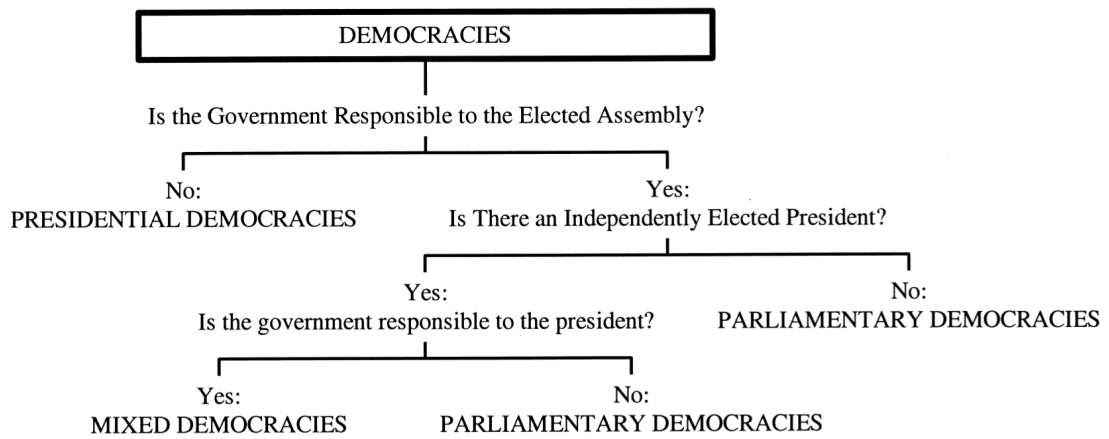 DEMOCRACIES
Is the Government Responsible to the Elected Assembly?
No:
PRESIDENTIAL DEMOCRACIES
Yes:
Is There an Independently Elected President?
Yes:
Is the government responsible to the president?
No:
PARLIAMENTARY DEMOCRACIES
Yes:
MIXED DEMOCRACIES
No:
PARLIAMENTARY DEMOCRACIES